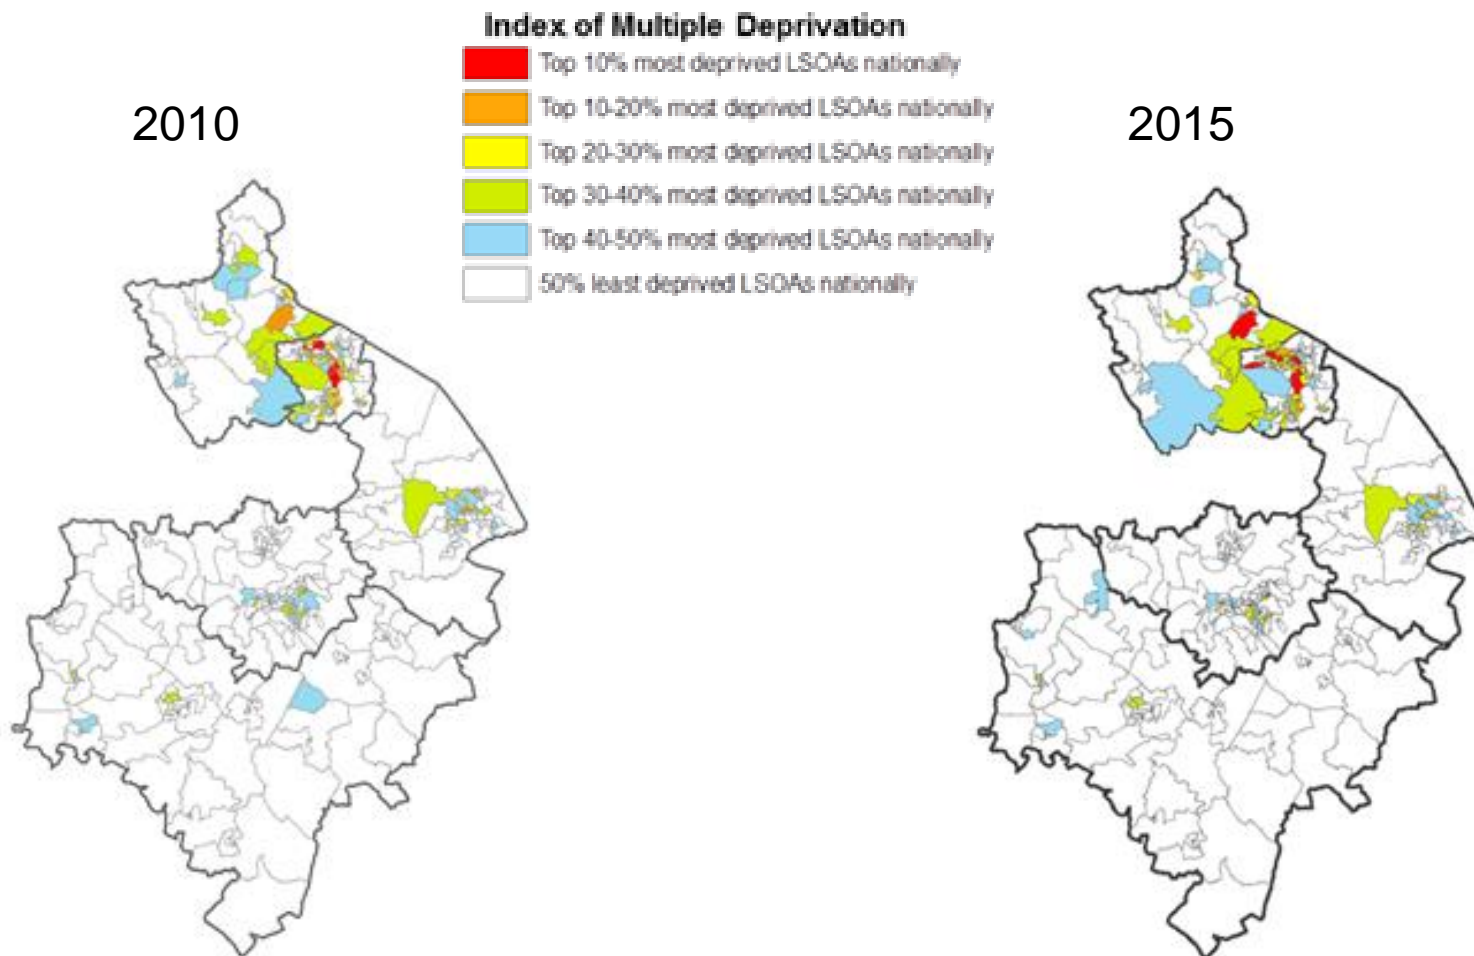 Index of Multiple Deprivation
Top 10% most deprived LSOAs nationally
Top 10-20% most deprived LSOAs nationally
Top 20-30% most deprived LSOAs nationally
Top 30-40% most deprived LSOAs nationally
Top 40-50% most deprived LSOAs nationally
50% least deprived LSOAs nationally
2010
2015